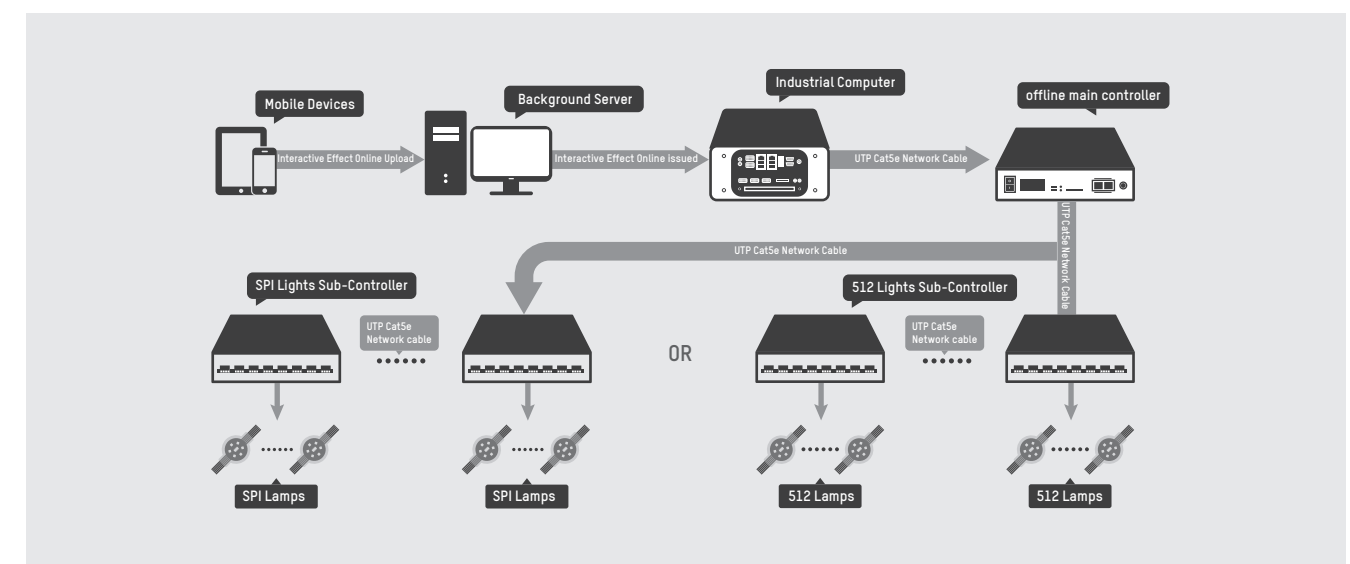 Mobile Devices
Background Server
Industrial Computer
offline main controller
Interactive Effect Online Upload
Interactive Effect Online issued
UTP Cat5e Network Cable
UTP Cat5e Network Cable
UTP Cat5e Network Cable
SPI Lights Sub-Controller
512 Lights Sub-Controller
UTP Cat5e
Network cable
OR
UTP Cat5e
Network cable
SPI Lamps
SPI Lamps
512 Lamps
512 Lamps